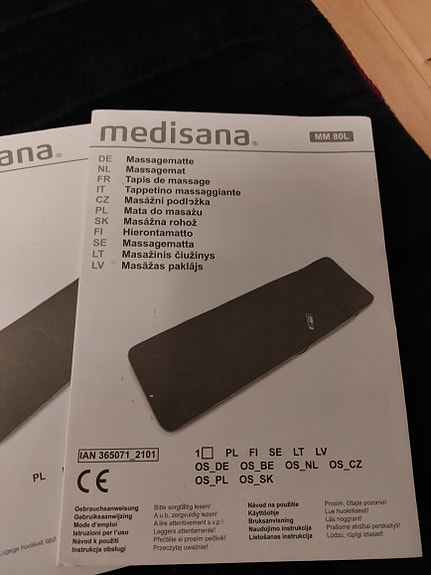 medisana®
MM 80L
DE Massagematte
NL Massagemat
FR Tapis de massage
IT Tappetino massaggiante
CZ Masážní podložka
PL Mata do masażu
SK Masážna rohož
FI Hierontamatto
SE Massagematta
LT Masažinis čiužinys
LV Masāžas paklājs
IAN 365071_2101
1 PL FI SE LT LV
OS_DE OS_BE OS_NL OS_CZ
OS_PL OS_SK
CE
Gebrauchsanweisung Bitte sorgfältig lesen!
Gebruiksaanwijzing A.u.b. zorgvuldig lezen!
Mode d'emploi A lire attentivement s.v.p.!
Istruzioni per l'uso Leggere attentamente!
Návod k použití Přečtěte si prosím pečlivě!
Instrukcja obsługi Przeczytaj uważnie!
Návod na použitie Prosím, čítajte pozorne!
Käyttöohje Lue huolellisesti!
Bruksanvisning Läs noggrant!
Naudojimo instrukcija Prašome atidžiai perskaityti!
Lietošanas instrukcija Lūdzu, rūpīgi izlasiet!
ana®
PL